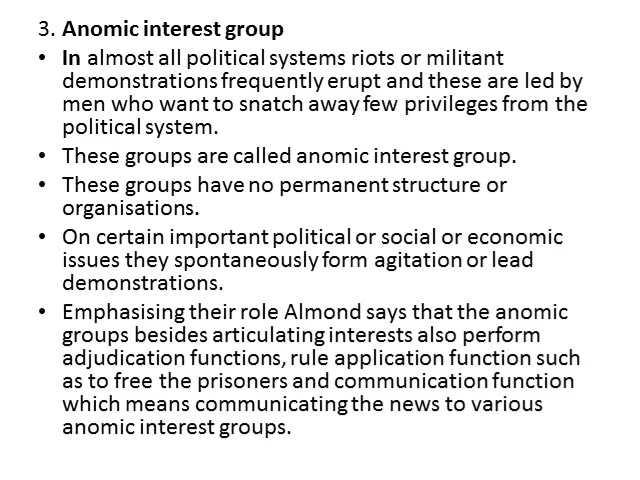 3. Anomic interest group
• In almost all political systems riots or militant
demonstrations frequently erupt and these are led by
men who want to snatch away few privileges from the
political system.
• These groups are called anomic interest group.
• These groups have no permanent structure or
organisations.
• On certain important political or social or economic
issues they spontaneously form agitation or lead
demonstrations.
• Emphasising their role Almond says that the anomic
groups besides articulating interests also perform
adjudication functions, rule application function such
as to free the prisoners and communication function
which means communicating the news to various
anomic interest groups.